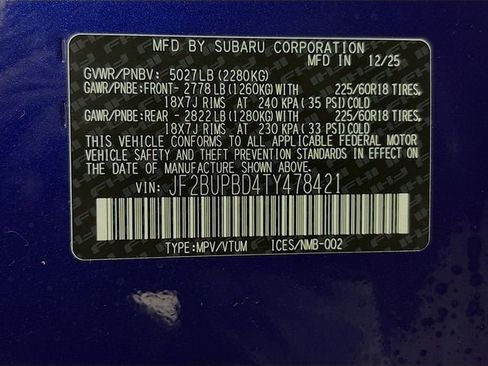 MFD BY SUBARU CORPORATION 12/25
GVWR/PNBV: 5027LB (2280KG)
GAWR/PNBE:FRONT- 2778 LB (1260KG)WITH 225/60R18 TIRES,
18X7J RIMS AT 240 KPA (35 PSI)COLD
GAWR/PNBE:REAR - 2822 LB (1280KG)WITH 225/60R18 TIRES,
18X7J RIMS AT 230 KPA (33 PSI)COLD
THIS VEHICLE CONFORMS TO ALL APPLICABLE FEDERAL MOTOR
VEHICLE SAFETY AND THEFT PREVENTION STANDARDS IN EFFECT
ON THE DATE OF MANUFACTURE SHOWN ABOVE.
VIN: JF2BUPBD4TY478421
TYPE:MPV/VTUM ICES/NMB-002